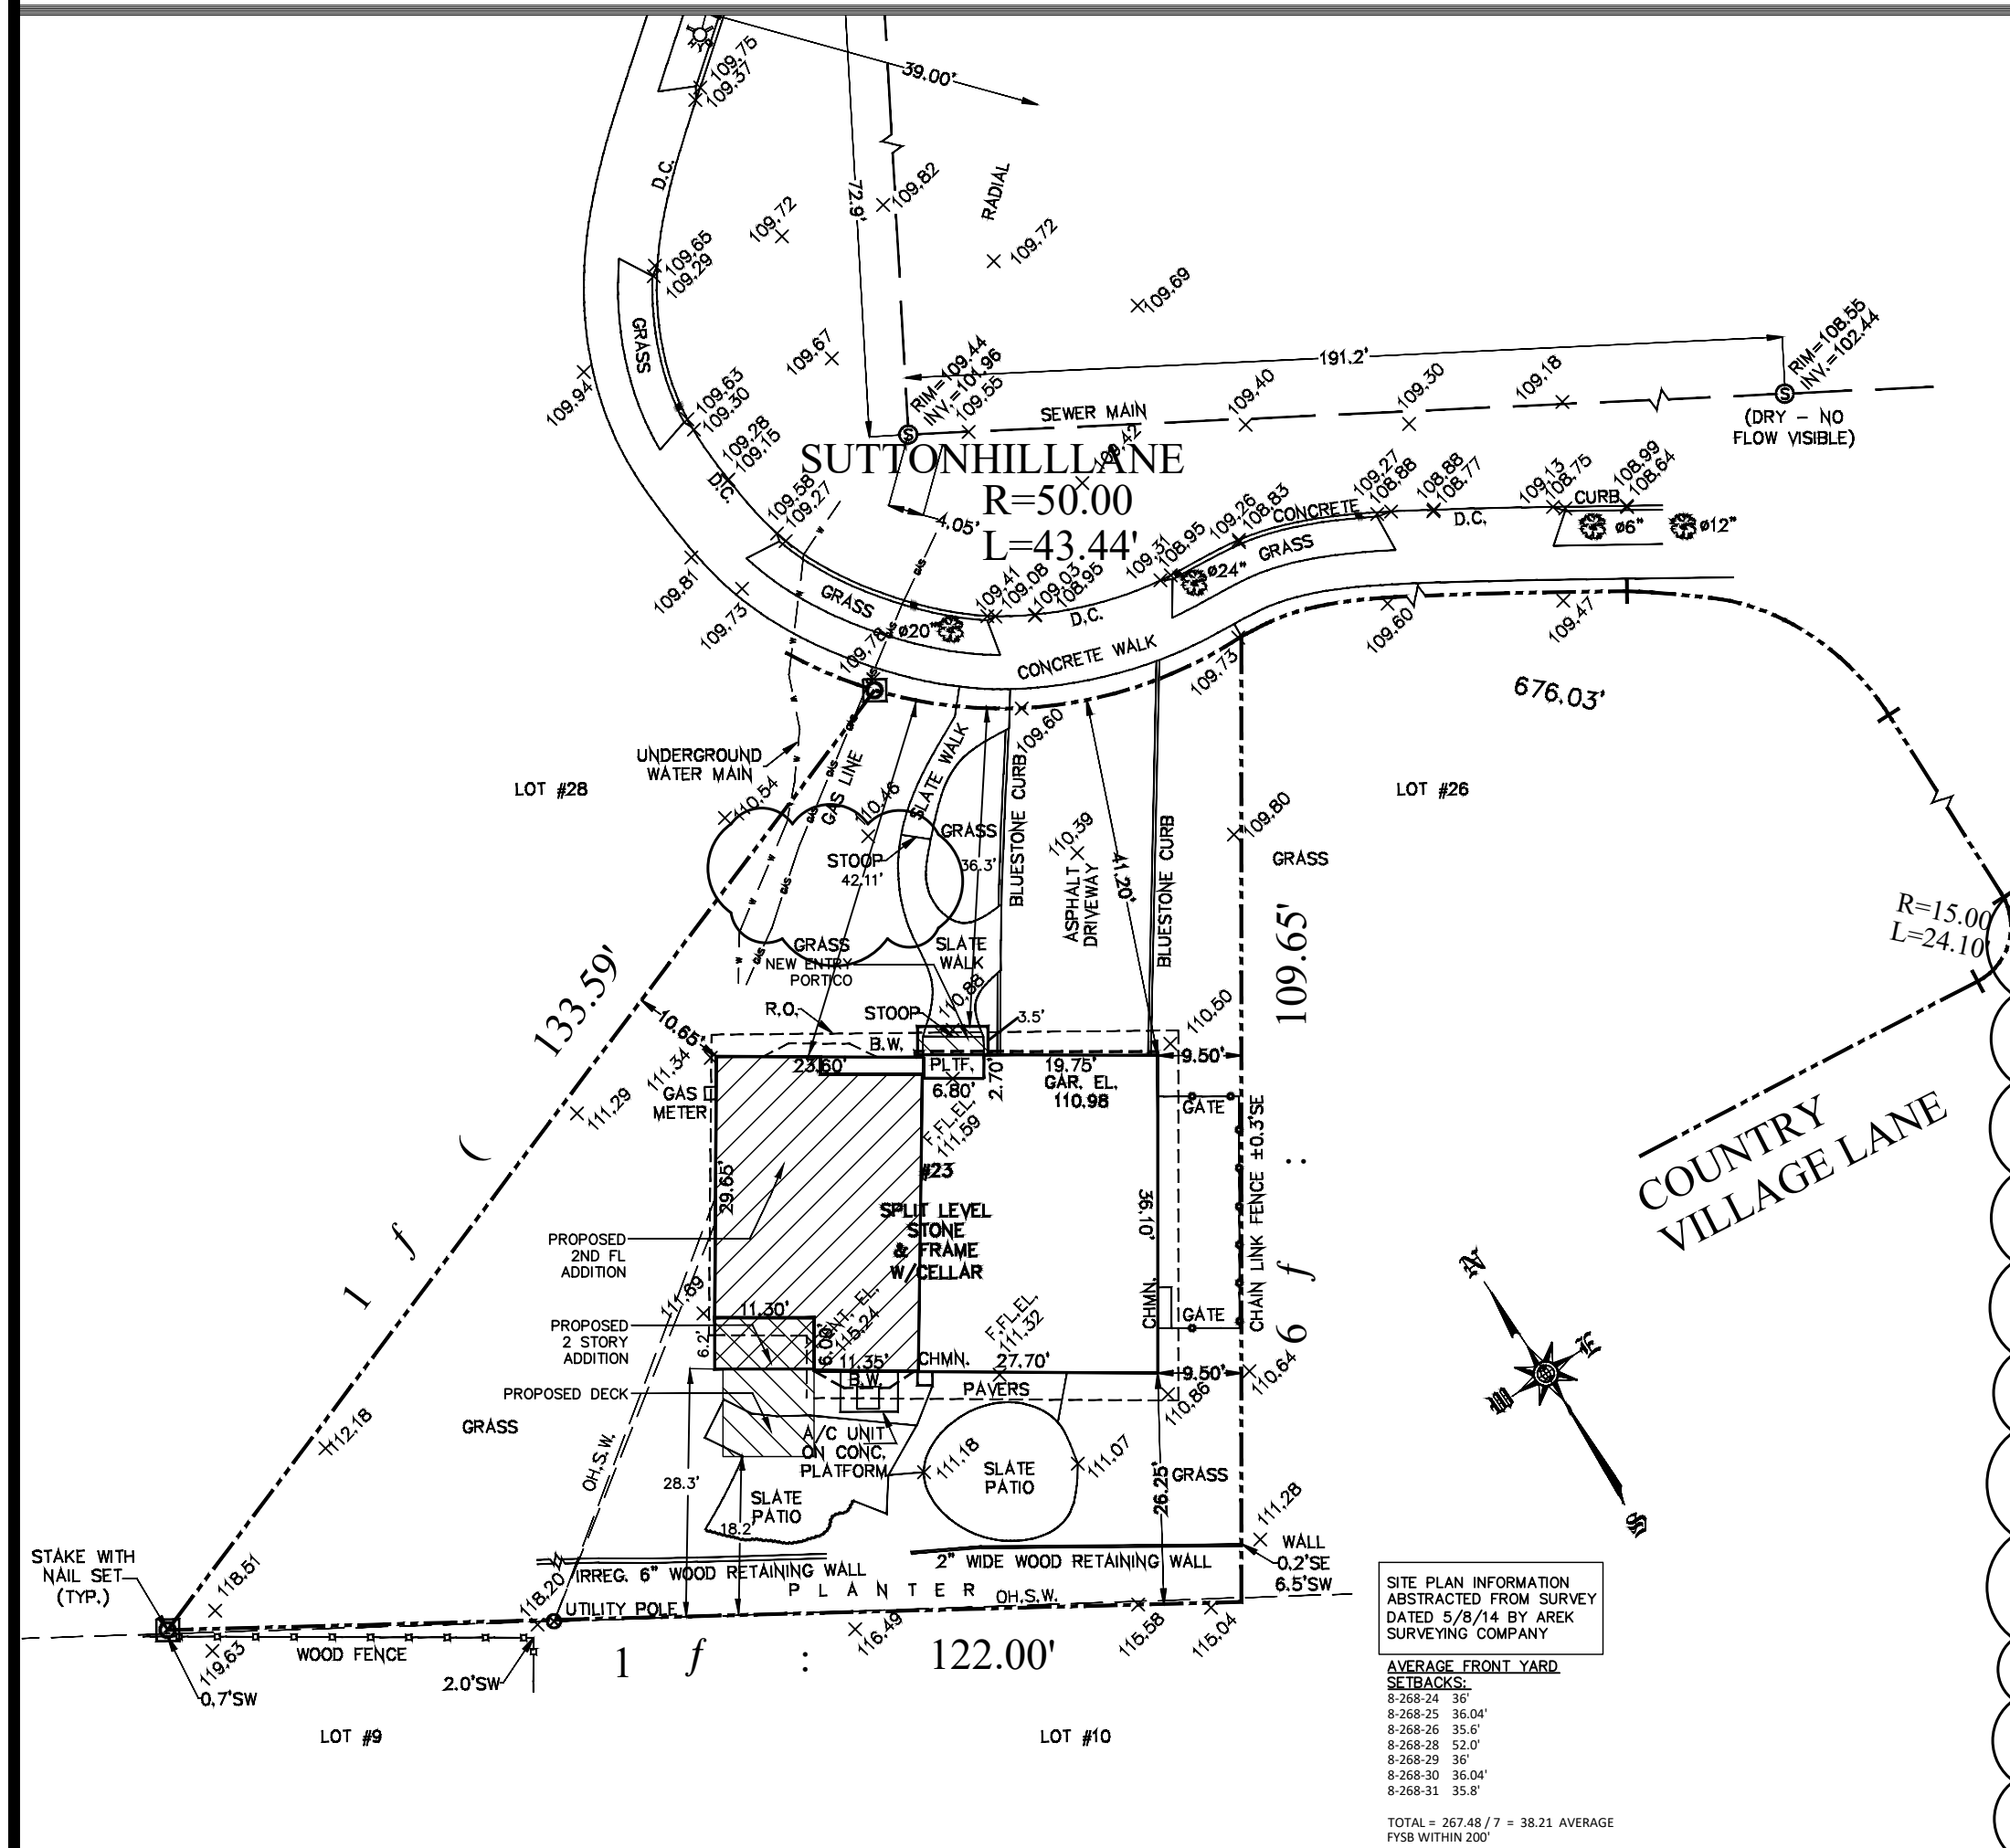 HYD
109.75
109.37
39.00'
D.C.
72.9'
109.82
RADIAL
109.72
109.72
109.65
109.29
109.69
GRASS
109.67
109.94
109.63
109.30
RIM=109.44
INV.=101.96
109.55
191.2'
RIM=108.55
INV.=102.44
SEWER MAIN
109.40
109.30
109.18
(DRY - NO
FLOW VISIBLE)
109.28
109.15
D.C.
109.42
SUTTONHILLLANE
R=50.00
L=43.44'
109.58
109.27
4.05'
109.31
108.95
109.26
108.83
CONCRETE
109.27
108.88
108.88
108.77
D.C.
109.13
108.75
CURB
108.99
108.64
ø6"
ø12"
GRASS
ø24"
109.81
109.73
GRASS
ø20"
109.41
109.08
109.03
108.95
D.C.
109.78
CONCRETE WALK
109.73
109.60
109.47
676.03'
UNDERGROUND
WATER MAIN
GAS LINE
SLATE WALK
109.60
LOT #28
LOT #26
110.54
110.46
GRASS
STOOP
42.11'
36.3'
BLUESTONE CURB
110.39
ASPHALT
DRIVEWAY
41.20'
BLUESTONE CURB
109.80
GRASS
109.65'
R=15.00
L=24.10'
133.59'
GRASS
NEW ENTRY
PORTICO
SLATE
WALK
110.88
R.O.
STOOP
3.5'
110.50
10.65'
111.34
B.W.
23.60'
PLTF.
6.80'
2.70'
19.75'
GAR. EL.
110.98
9.50'
GAS
METER
GATE
111.29
F.FL.EL.
111.59
#23
29.65'
SPLIT LEVEL
STONE
& FRAME
W/CELLAR
36.10'
CHAIN LINK FENCE ±0.3'SE
COUNTRY
VILLAGE LANE
PROPOSED
2ND FL
ADDITION
111.69
11.30'
F.FL.EL.
111.32
CHMN.
GATE
PROPOSED
2 STORY
ADDITION
6.2'
6.00'
115.24
11.35'
B.W.
CHMN.
27.70'
9.50'
110.64
PROPOSED DECK
PAVERS
110.86
N
E
W
S
112.18
GRASS
OH.S.W.
A/C UNIT
ON CONC.
PLATFORM
111.18
SLATE
PATIO
111.07
26.25'
GRASS
28.3'
SLATE
PATIO
18.2'
111.28
WALL
0.2'SE
6.5'SW
STAKE WITH
NAIL SET
(TYP.)
118.51
118.20
IRREG. 6" WOOD RETAINING WALL
2" WIDE WOOD RETAINING WALL
PLANTER
UTILITY POLE
OH.S.W.
119.63
WOOD FENCE
116.49
115.58
115.04
0.7'SW
2.0'SW
122.00'
LOT #9
LOT #10
SITE PLAN INFORMATION
ABSTRACTED FROM SURVEY
DATED 5/8/14 BY AREK
SURVEYING COMPANY
AVERAGE FRONT YARD
SETBACKS:
8-268-24 36'
8-268-25 36.04'
8-268-26 35.6'
8-268-28 52.0'
8-268-29 36'
8-268-30 36.04'
8-268-31 35.8'
TOTAL = 267.48 / 7 = 38.21 AVERAGE
FYSB WITHIN 200'